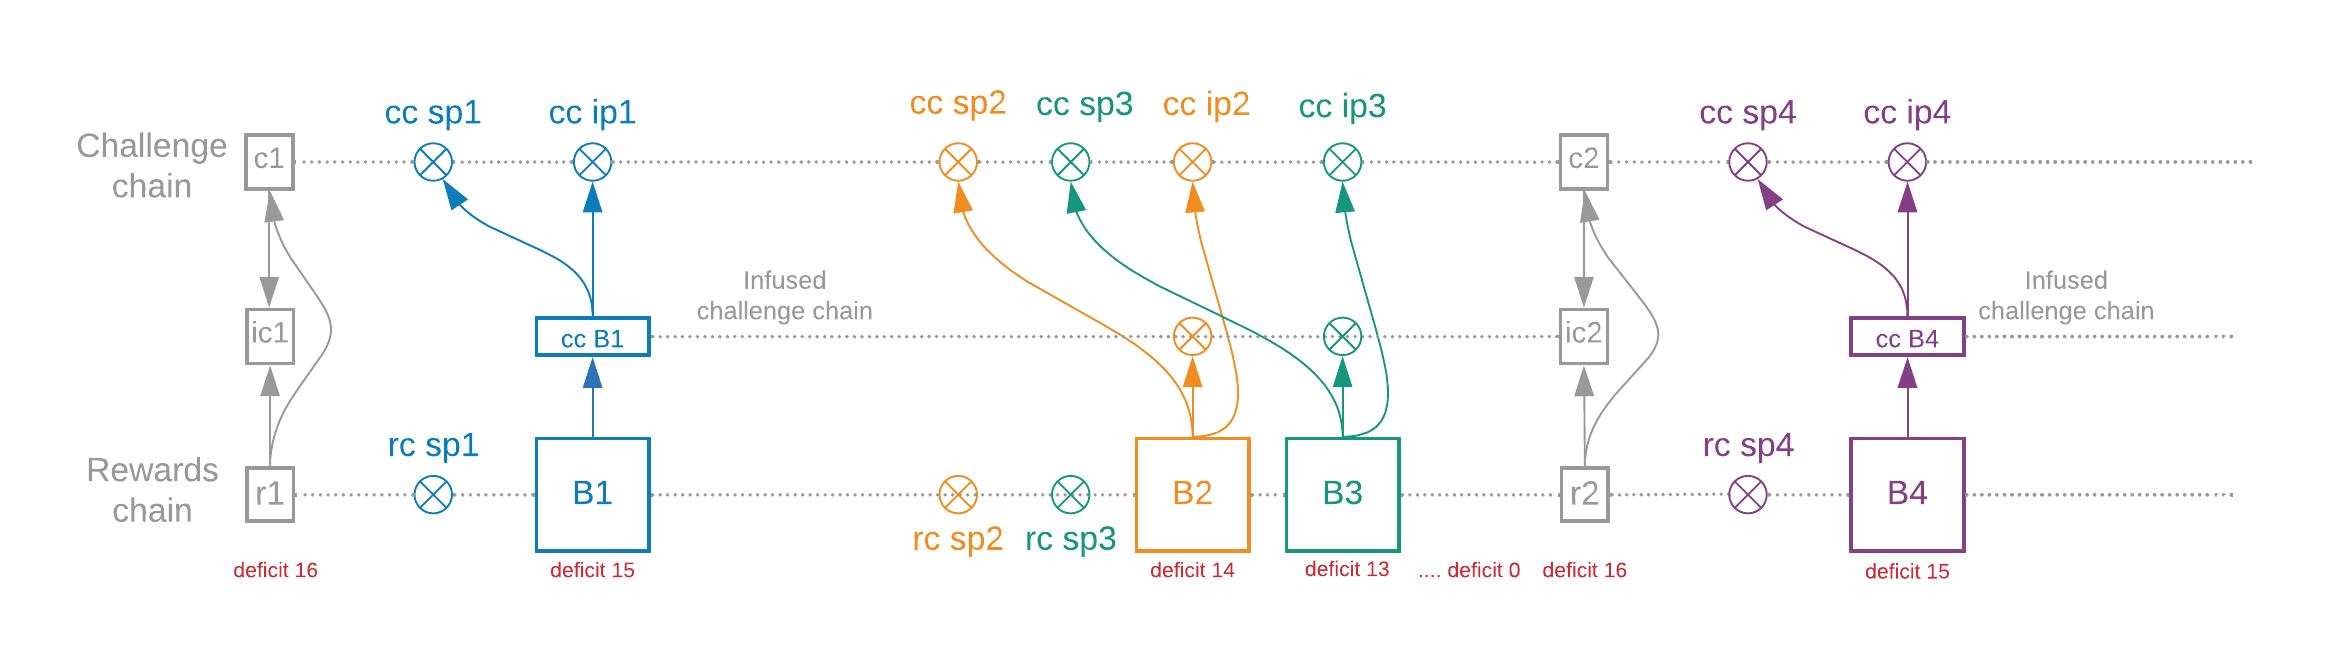 cc sp1
cc ip1
cc sp2
cc sp3
cc ip2
cc ip3
cc sp4
cc ip4
Challenge
chain
c1
c2
Infused
challenge chain
Infused
challenge chain
ic1
cc B1
ic2
cc B4
rc sp1
rc sp4
Rewards
chain
r1
B1
B2
B3
r2
B4
rc sp2
rc sp3
deficit 16
deficit 15
deficit 14
deficit 13
.... deficit 0
deficit 16
deficit 15